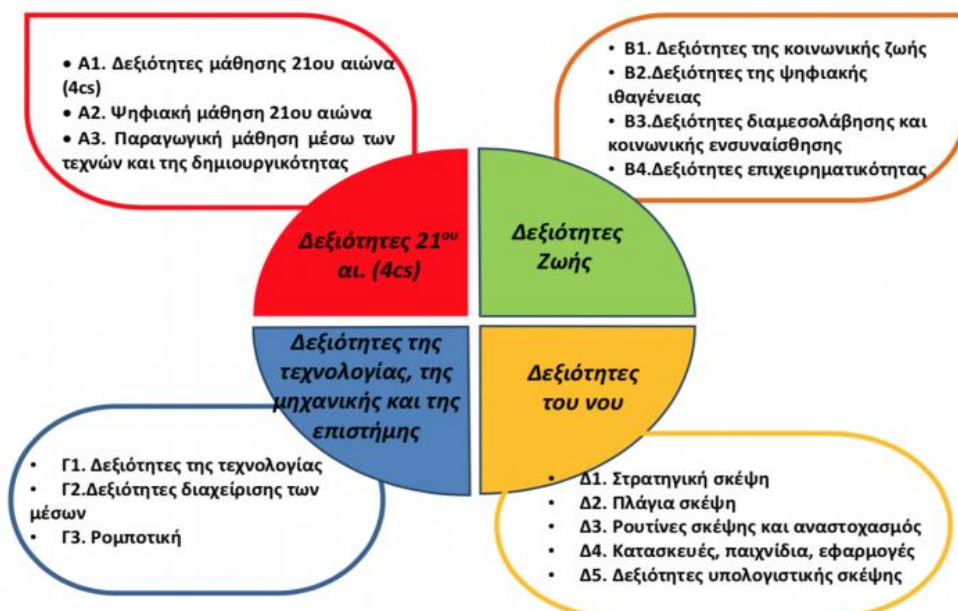 • Α1. Δεξιότητες μάθησης 21ου αιώνα
(4cs)
• Α2. Ψηφιακή μάθηση 21ου αιώνα
• Α3. Παραγωγική μάθηση μέσω των
τεχνών και της δημιουργικότητας
• Β1. Δεξιότητες της κοινωνικής ζωής
• Β2.Δεξιότητες της ψηφιακής
ιθαγένειας
• Β3.Δεξιότητες διαμεσολάβησης και
κοινωνικής ενσυναίσθησης
• Β4.Δεξιότητες επιχειρηματικότητας
Δεξιότητες 21ου
αι. (4cs)
Δεξιότητες
Ζωής
Δεξιότητες της
τεχνολογίας, της
μηχανικής και της
επιστήμης
Δεξιότητες
του νου
• Γ1. Δεξιότητες της τεχνολογίας
• Γ2.Δεξιότητες διαχείρισης των
μέσων
• Γ3. Ρομποτική
• Δ1. Στρατηγική σκέψη
• Δ2. Πλάγια σκέψη
• Δ3. Ρουτίνες σκέψης και αναστοχασμός
• Δ4. Κατασκευές, παιχνίδια, εφαρμογές
• Δ5. Δεξιότητες υπολογιστικής σκέψης